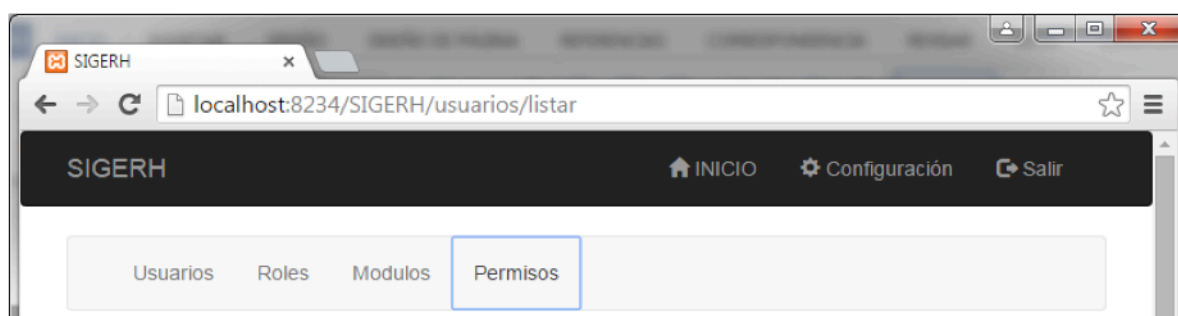 SIGERH
localhost:8234/SIGERH/usuarios/listar
SIGERH INICIO Configuración Salir
Usuarios Roles Modulos Permisos